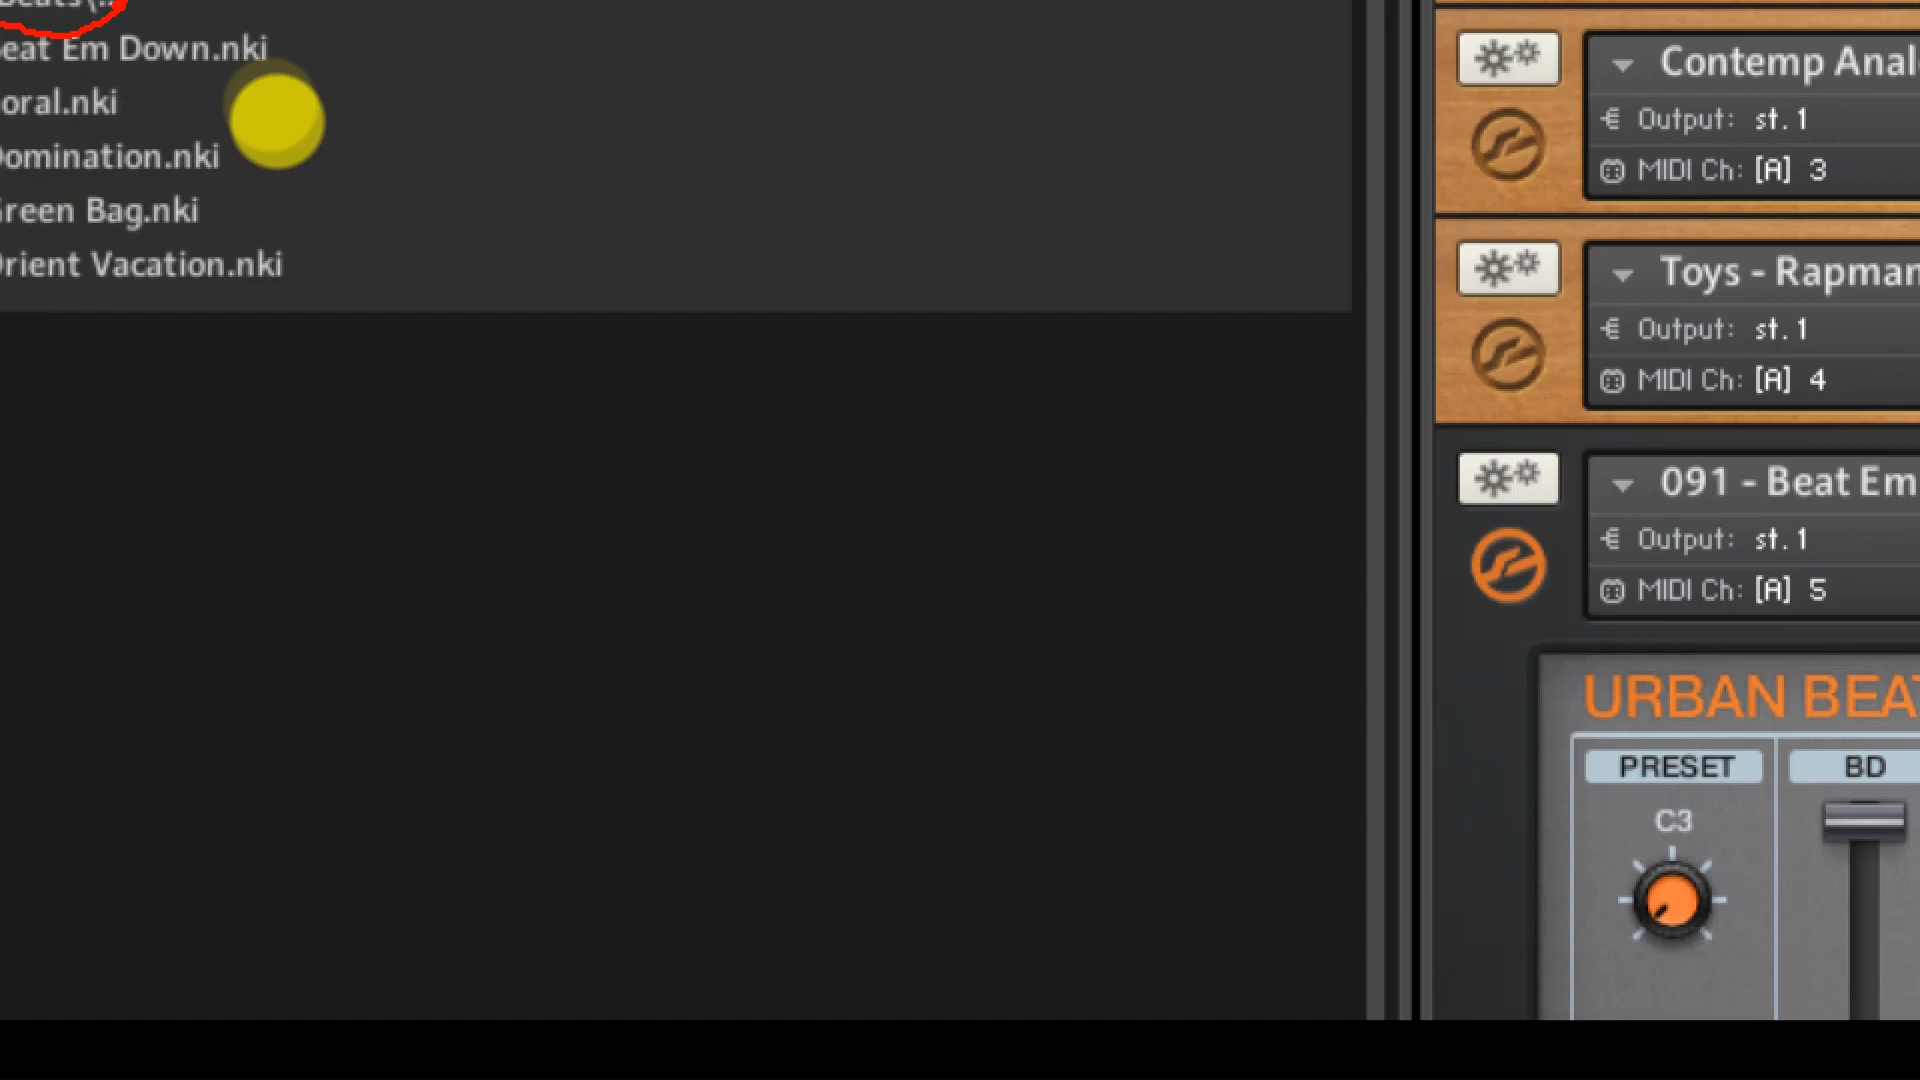 Beats\..
eat Em Down.nki
oral.nki
omination.nki
reen Bag.nki
rient Vacation.nki
Contemp Anal
Output: st.1
MIDI Ch: [A] 3
Toys - Rapman
Output: st.1
MIDI Ch: [A] 4
091 - Beat Em
Output: st.1
MIDI Ch: [A] 5
URBAN BEAT
PRESET
BD
C3